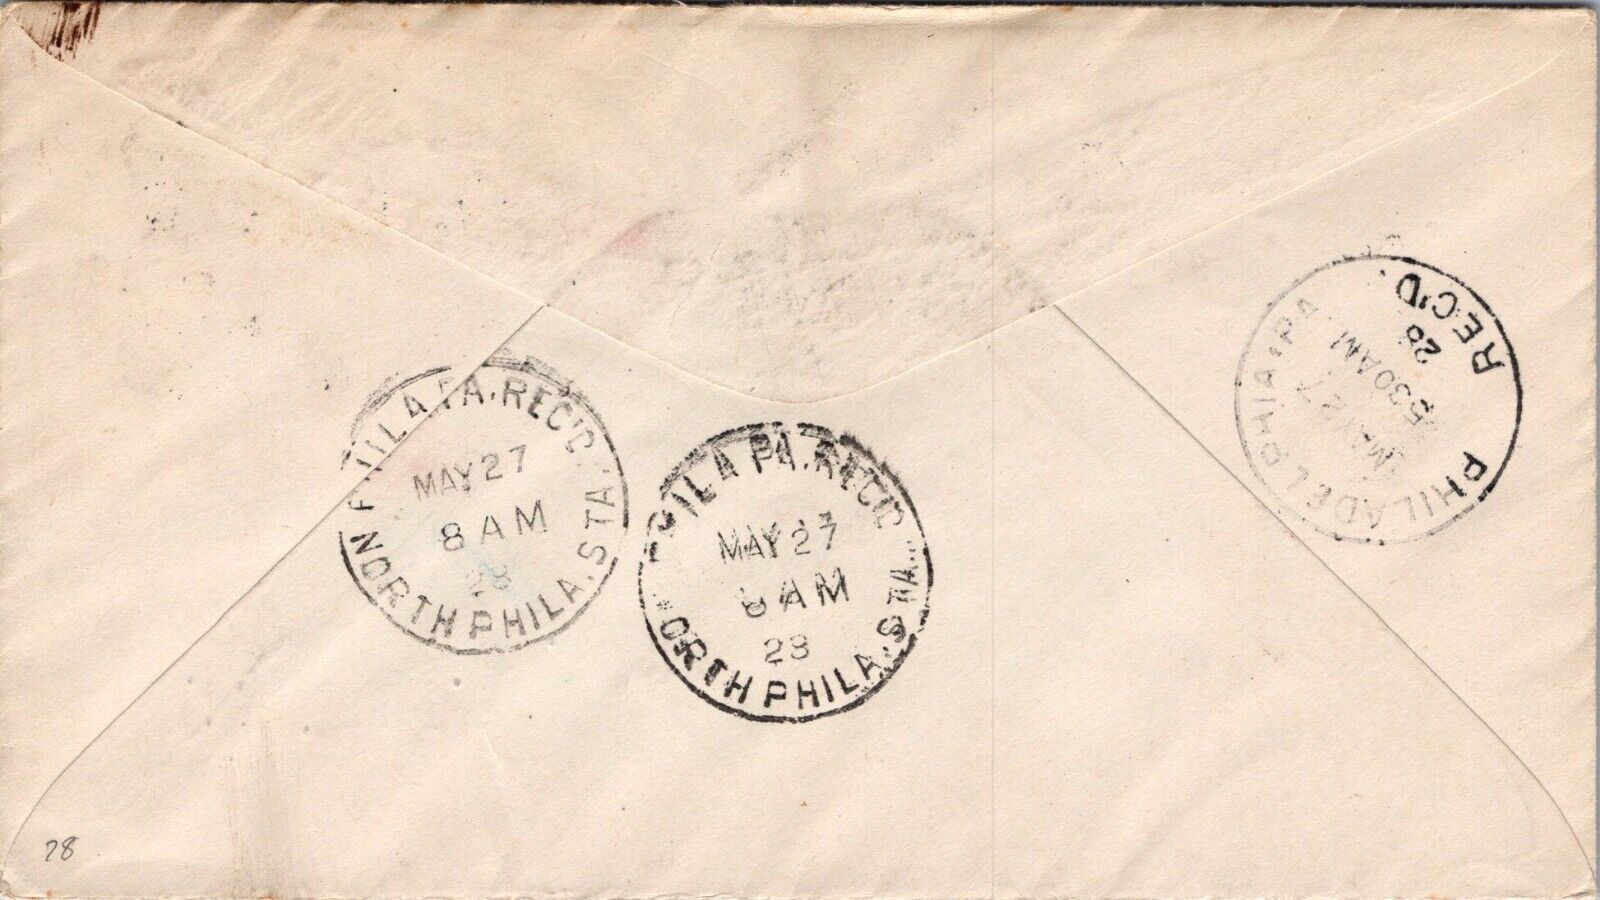 PHILA PA. REC'D
MAY 27
8 AM
28
NORTH PHILA. STA.
PHILA PA. REC'D
MAY 27
8 AM
28
NORTH PHILA. STA.
PHILADELPHIA, PA.
MAY 27
530 AM
28
REC'D.
28